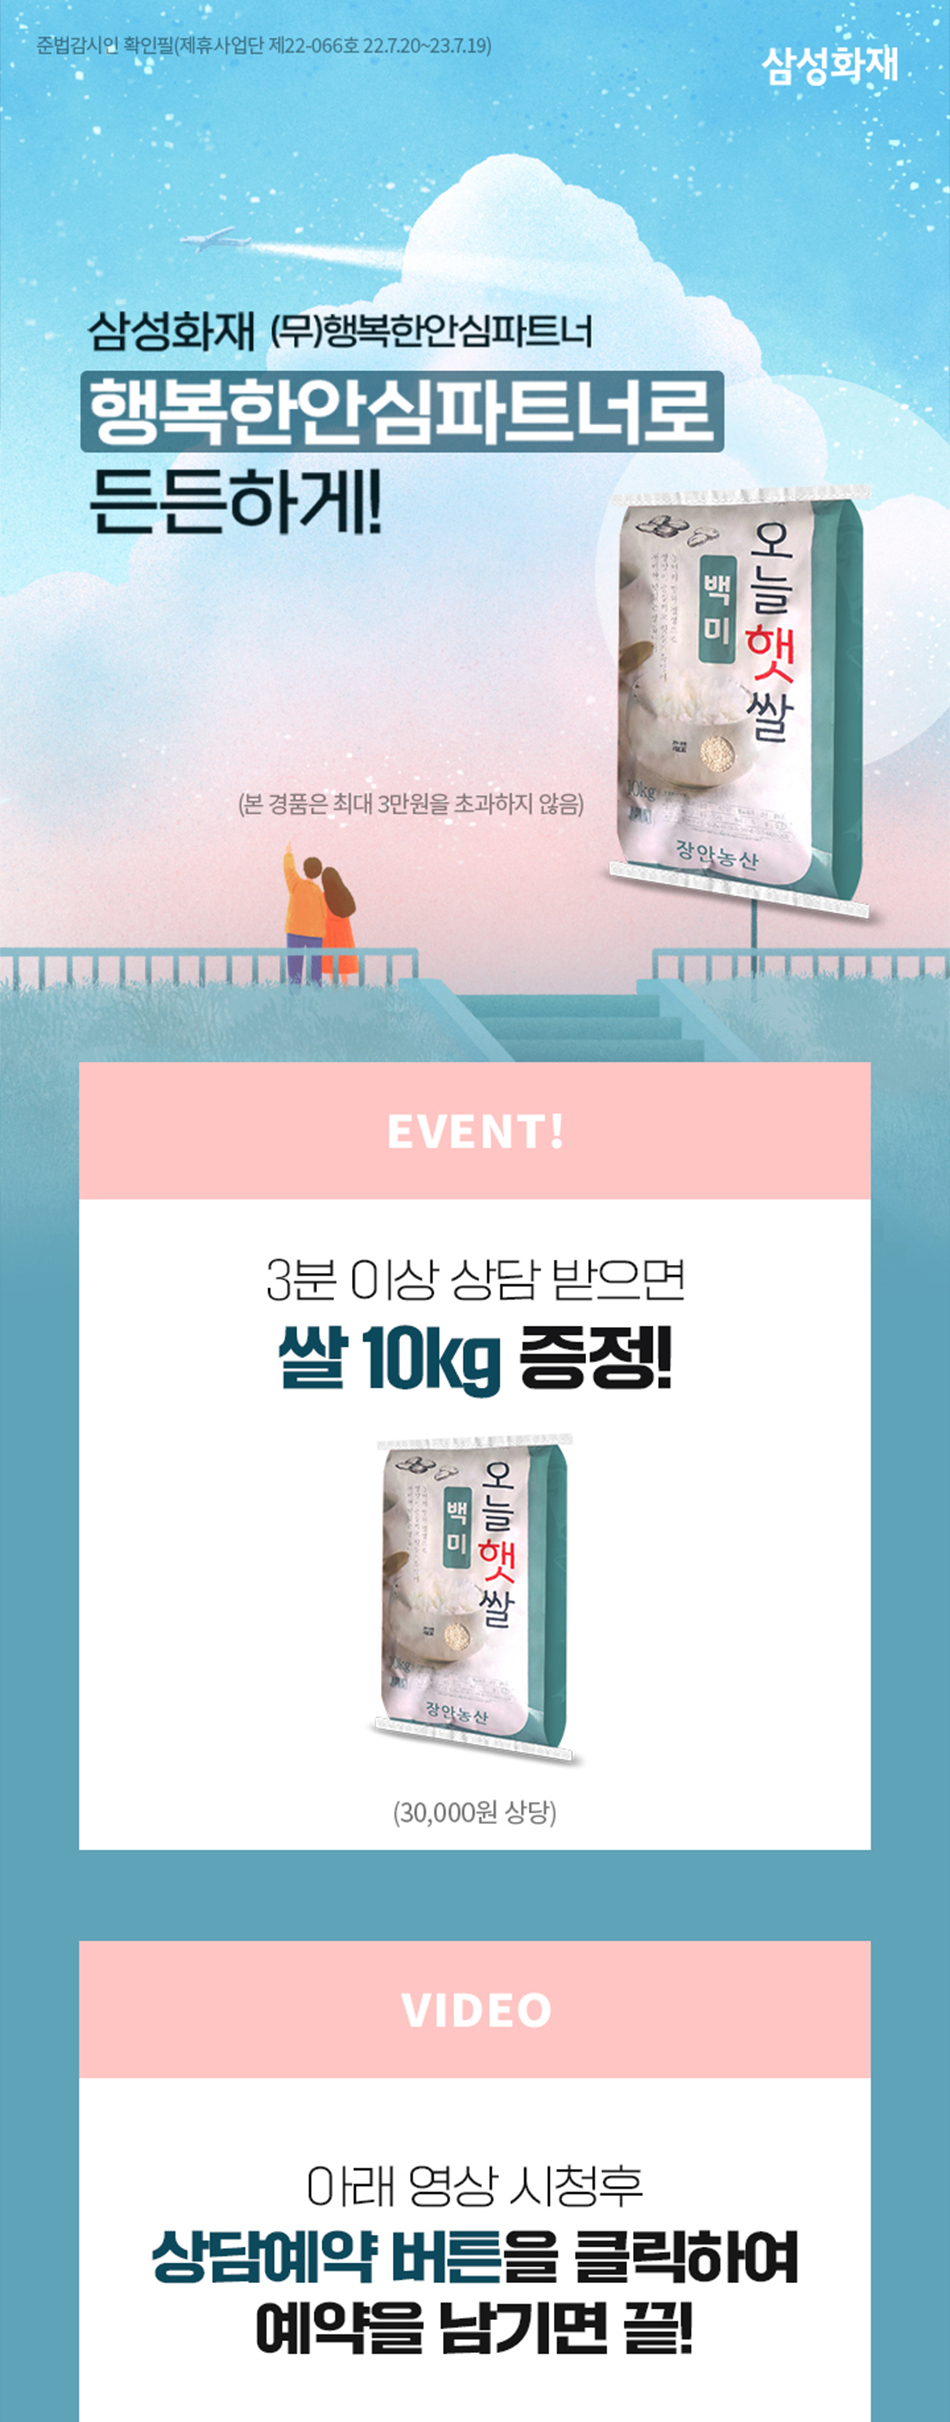 준법감시인 확인필(제휴사업단 제22-066호 22.7.20~23.7.19)
삼성화재
삼성화재 (무)행복한안심파트너
행복한안심파트너로
든든하게!
오늘햇쌀
백미
10kg
장안농산
(본 경품은 최대 3만원을 초과하지 않음)
EVENT!
3분 이상 상담 받으면
쌀 10kg 증정!
오늘햇쌀
백미
10kg
장안농산
(30,000원 상당)
VIDEO
아래 영상 시청후
상담예약 버튼을 클릭하여
예약을 남기면 끝!